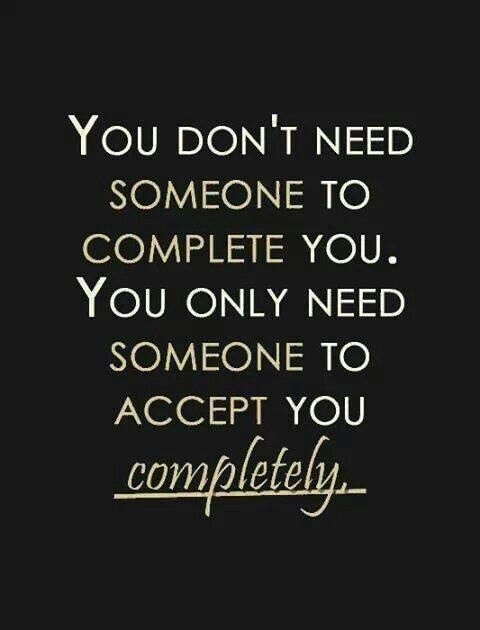 YOU DON'T NEED
SOMEONE TO
COMPLETE YOU.
YOU ONLY NEED
SOMEONE TO
ACCEPT YOU
completely.